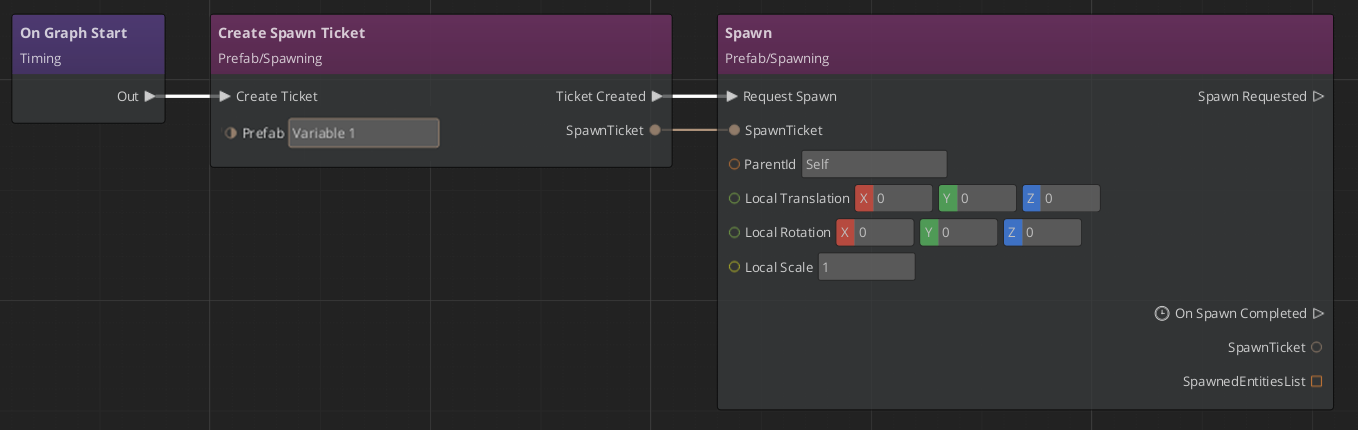 On Graph Start
Timing
Out
Create Spawn Ticket
Prefab/Spawning
Create Ticket
Ticket Created
Prefab Variable 1
SpawnTicket
Spawn
Prefab/Spawning
Request Spawn
Spawn Requested
SpawnTicket
ParentId Self
Local Translation X 0 Y 0 Z 0
Local Rotation X 0 Y 0 Z 0
Local Scale 1
On Spawn Completed
SpawnTicket
SpawnedEntitiesList